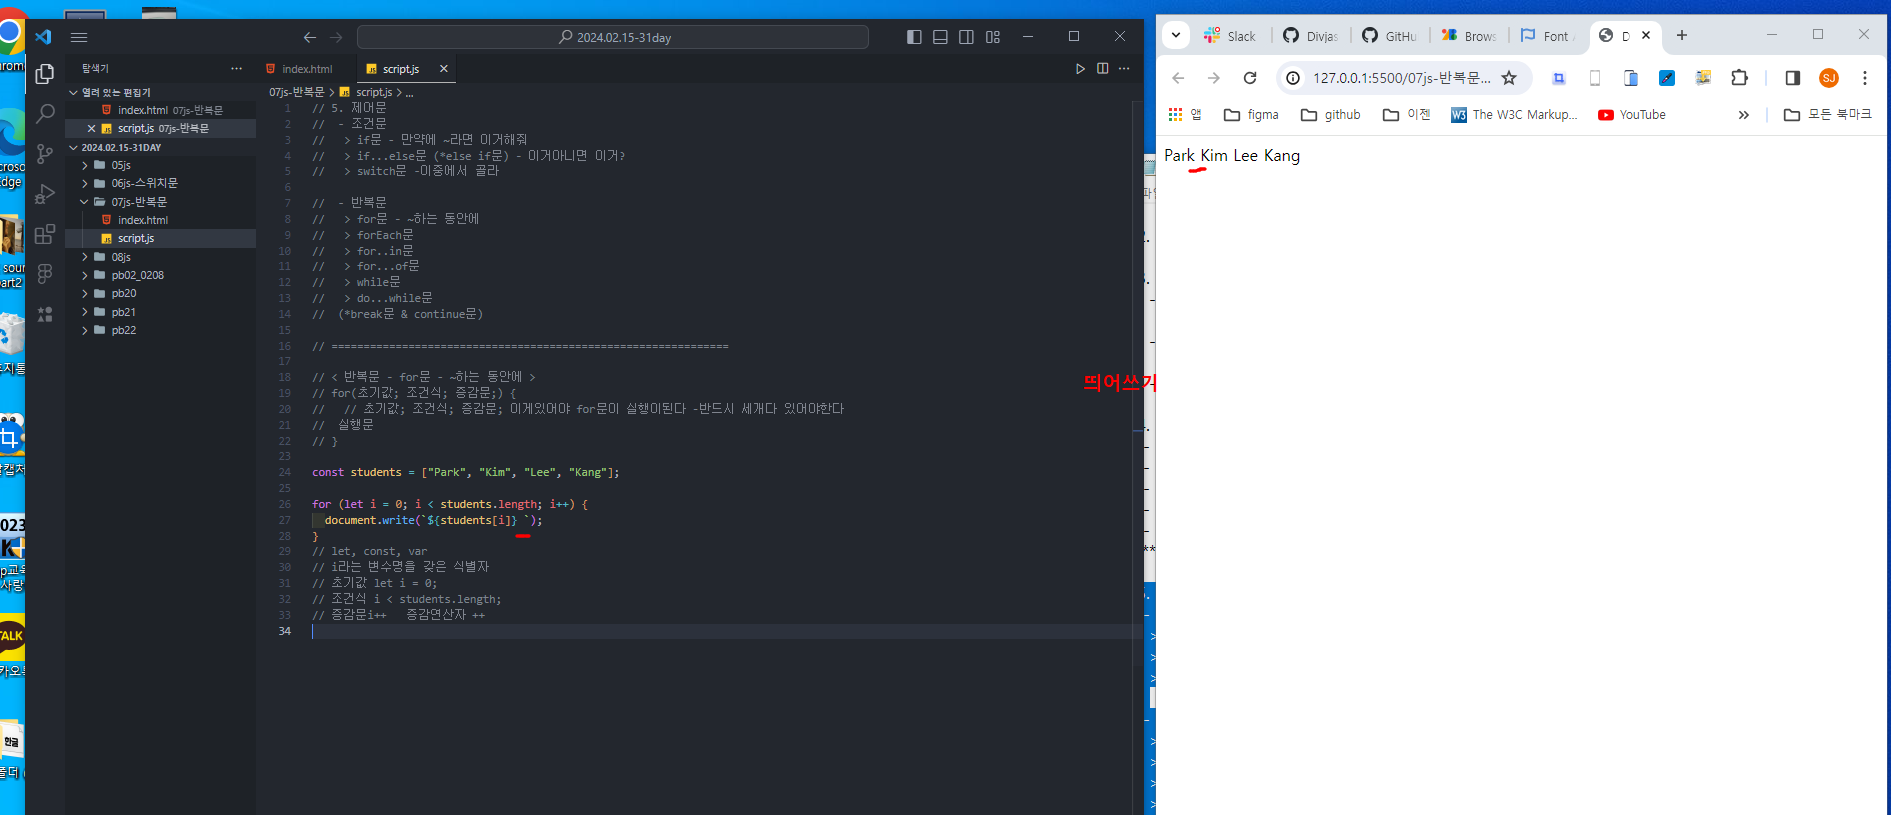 2024.02.15-31day
탐색기
열려 있는 편집기
index.html 07js-반복문
script.js 07js-반복문
2024.02.15-31DAY
05js
06js-스위치문
07js-반복문
index.html
script.js
08js
pb02_0208
pb20
pb21
pb22
index.html
script.js
07js-반복문 > script.js > ...
1 // 5. 제어문
2 //  - 조건문
3 //   > if문 - 만약에 ~라면 이거해줘
4 //   > if...else문 (*else if문) - 이거아니면 이거?
5 //   > switch문 -이중에서 골라
6
7 //  - 반복문
8 //   > for문 - ~하는 동안에
9 //   > forEach문
10 //   > for..in문
11 //   > for...of문
12 //   > while문
13 //   > do...while문
14 //  (*break문 & continue문)
15
16 // ==============================================================
17
18 // < 반복문 - for문 - ~하는 동안에 >
19 // for(초기값; 조건식; 증감문;) {
20 //   // 초기값; 조건식; 증감문; 이게있어야 for문이 실행이된다 -반드시 세개다 있어야한다
21 //  실행문
22 // }
23
24 const students = ["Park", "Kim", "Lee", "Kang"];
25
26 for (let i = 0; i < students.length; i++) {
27   document.write(`${students[i]} `);
28 }
29 // let, const, var
30 // i라는 변수명을 갖은 식별자
31 // 초기값 let i = 0;
32 // 조건식 i < students.length;
33 // 증감문i++   증감연산자 ++
34
띄어쓰기
Slack
Divjas
GitHu
Brows
Font
D
127.0.0.1:5500/07js-반복문...
SJ
앱
figma
github
이젠
The W3C Markup...
YouTube
모든 북마크
Park Kim Lee Kang